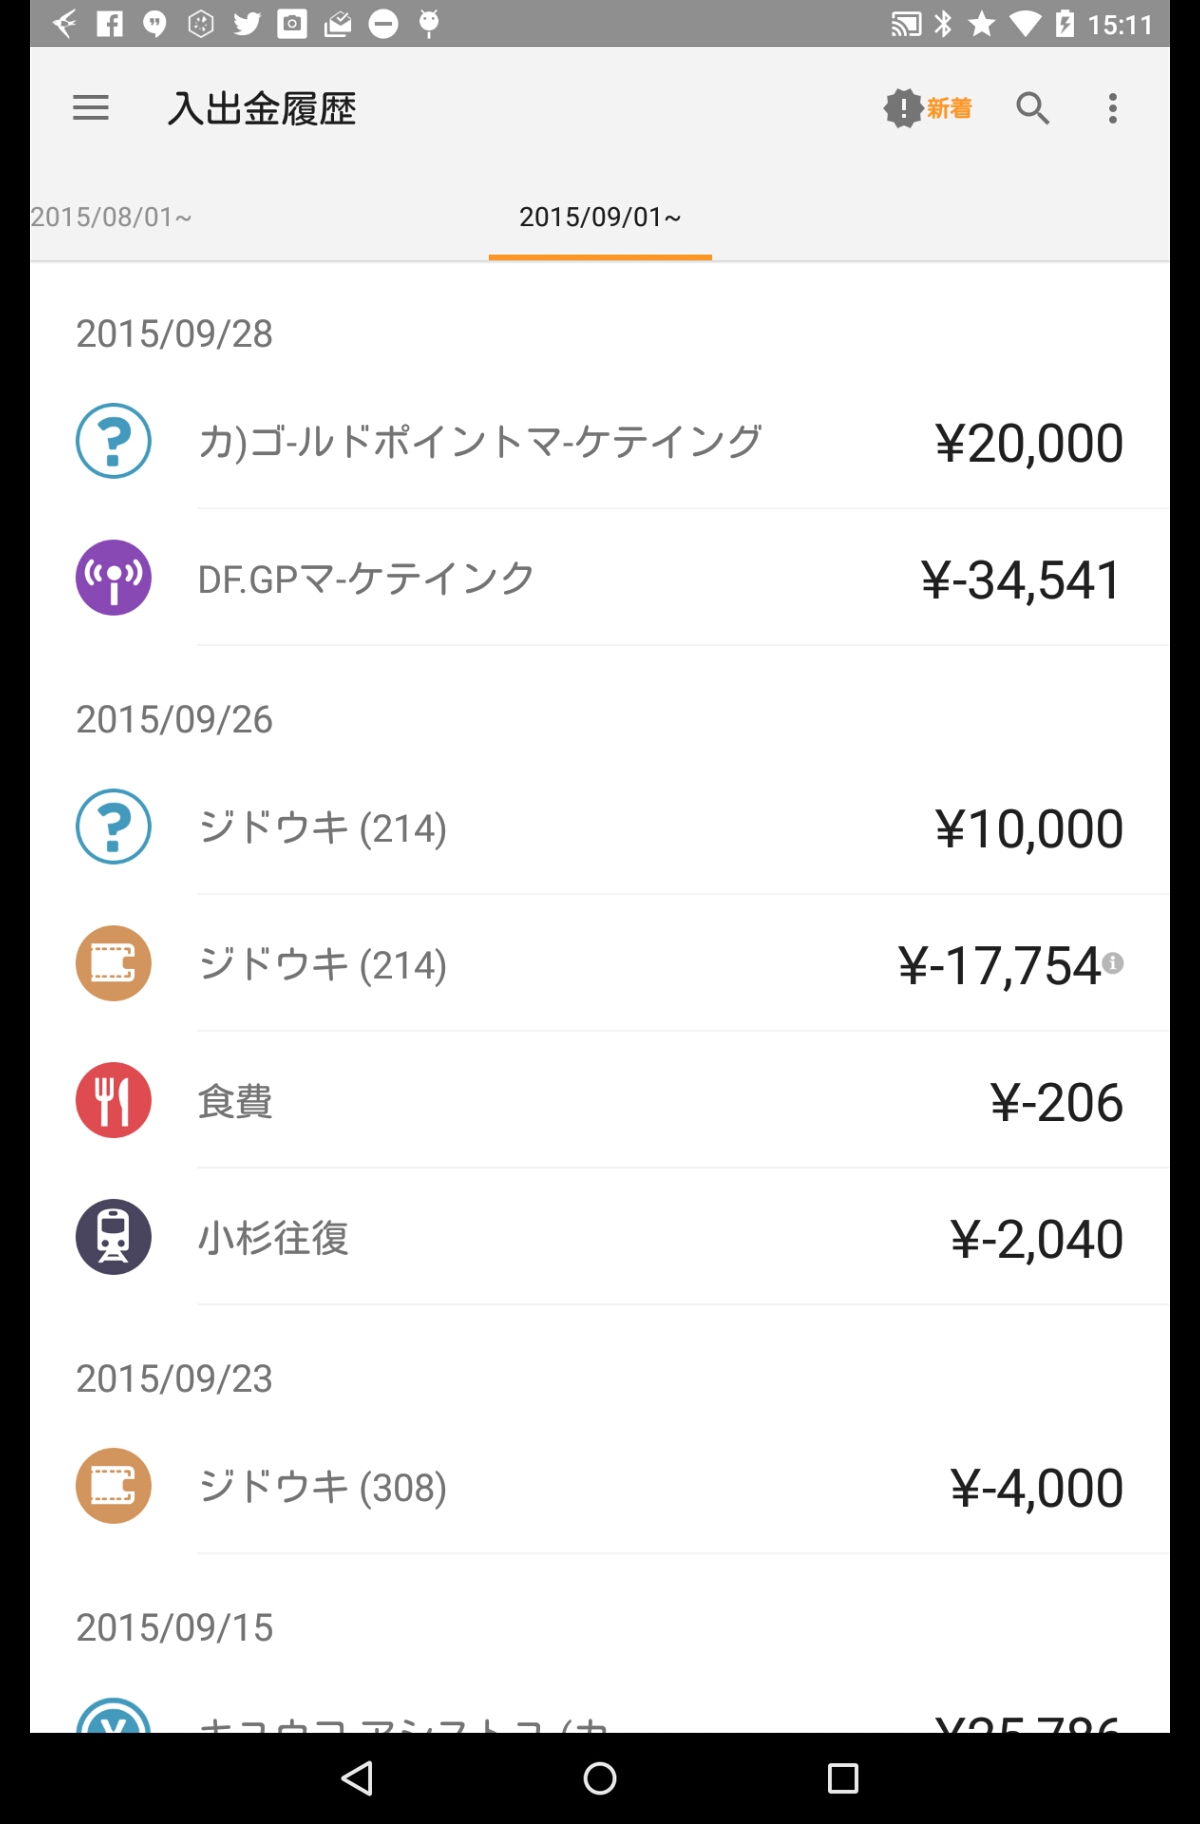 15:11
入出金履歴
新着
2015/08/01~
2015/09/01~
2015/09/28
カ)ゴ-ルドポイントマ-ケテイング
¥20,000
DF.GPマ-ケテインク
¥-34,541
2015/09/26
ジドウキ (214)
¥10,000
ジドウキ (214)
¥-17,754
食費
¥-206
小杉往復
¥-2,040
2015/09/23
ジドウキ (308)
¥-4,000
2015/09/15
¥25,786